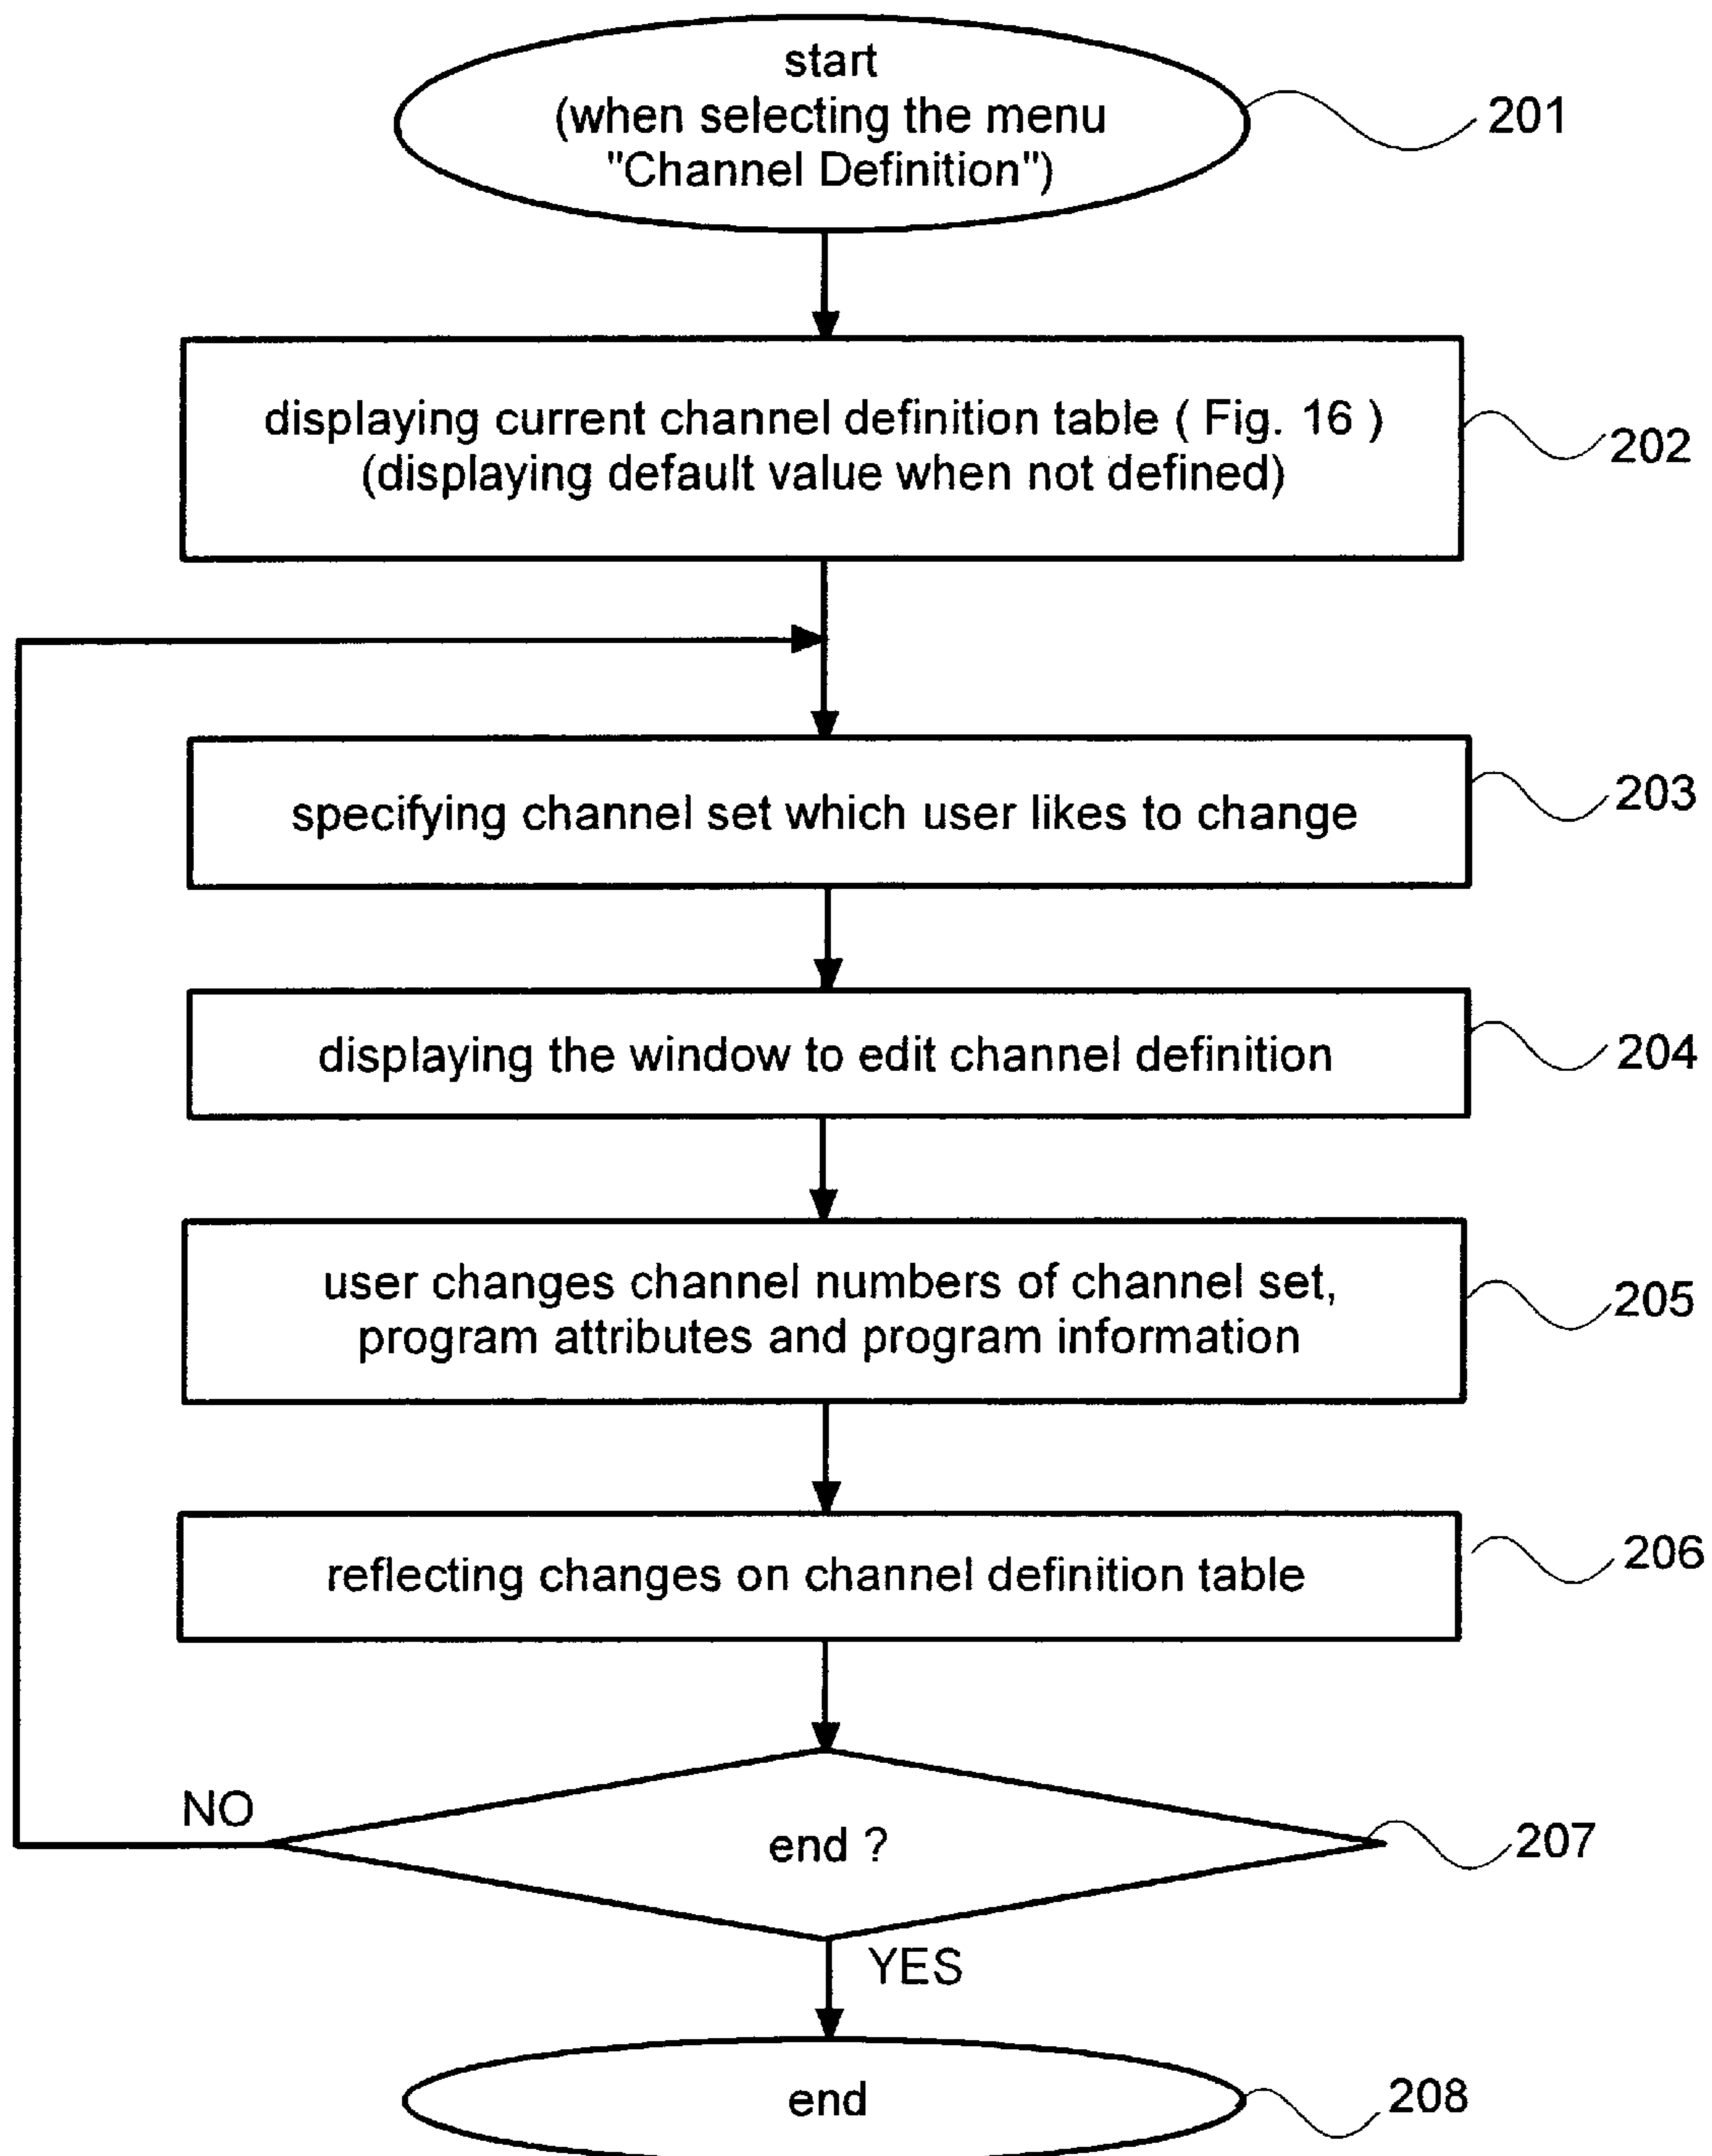 start
(when selecting the menu
"Channel Definition")
201
displaying current channel definition table ( Fig. 16 )
(displaying default value when not defined)
202
specifying channel set which user likes to change
203
displaying the window to edit channel definition
204
user changes channel numbers of channel set,
program attributes and program information
205
reflecting changes on channel definition table
206
NO
end ?
207
YES
end
208